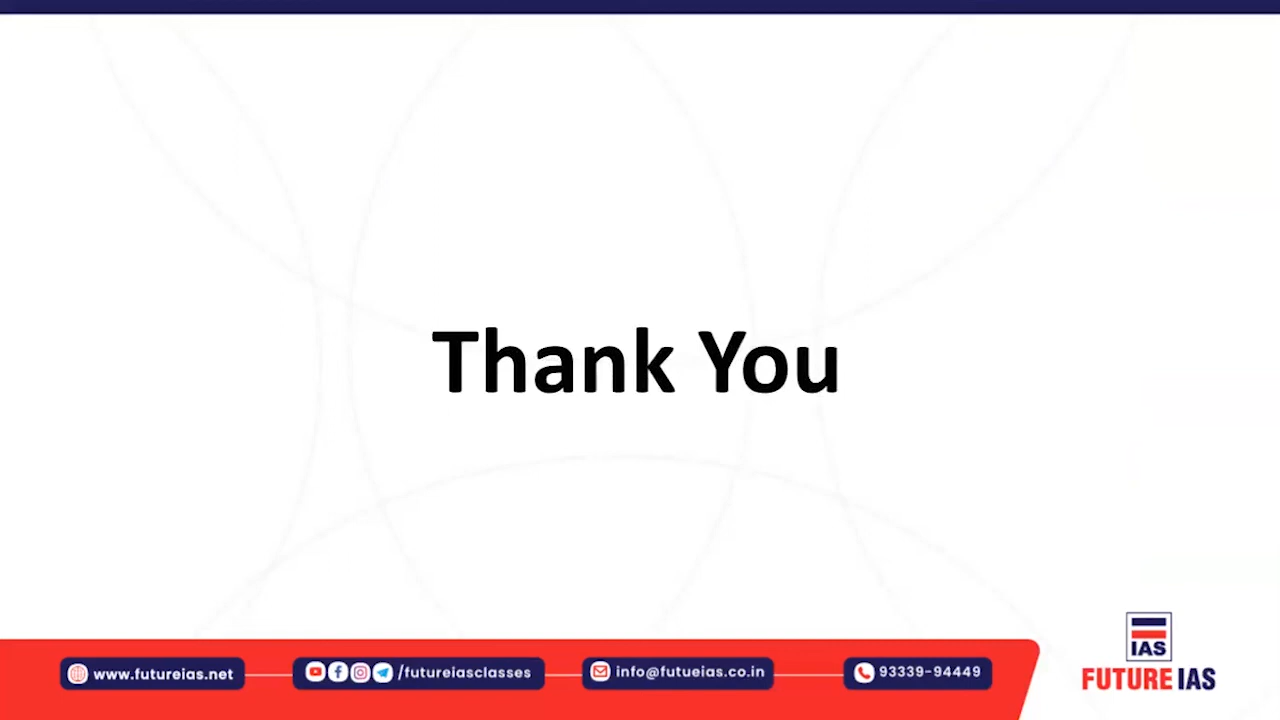 Thank You
www.futureias.net
/futureiasclasses
info@futueias.co.in
93339-94449
IAS
FUTURE IAS